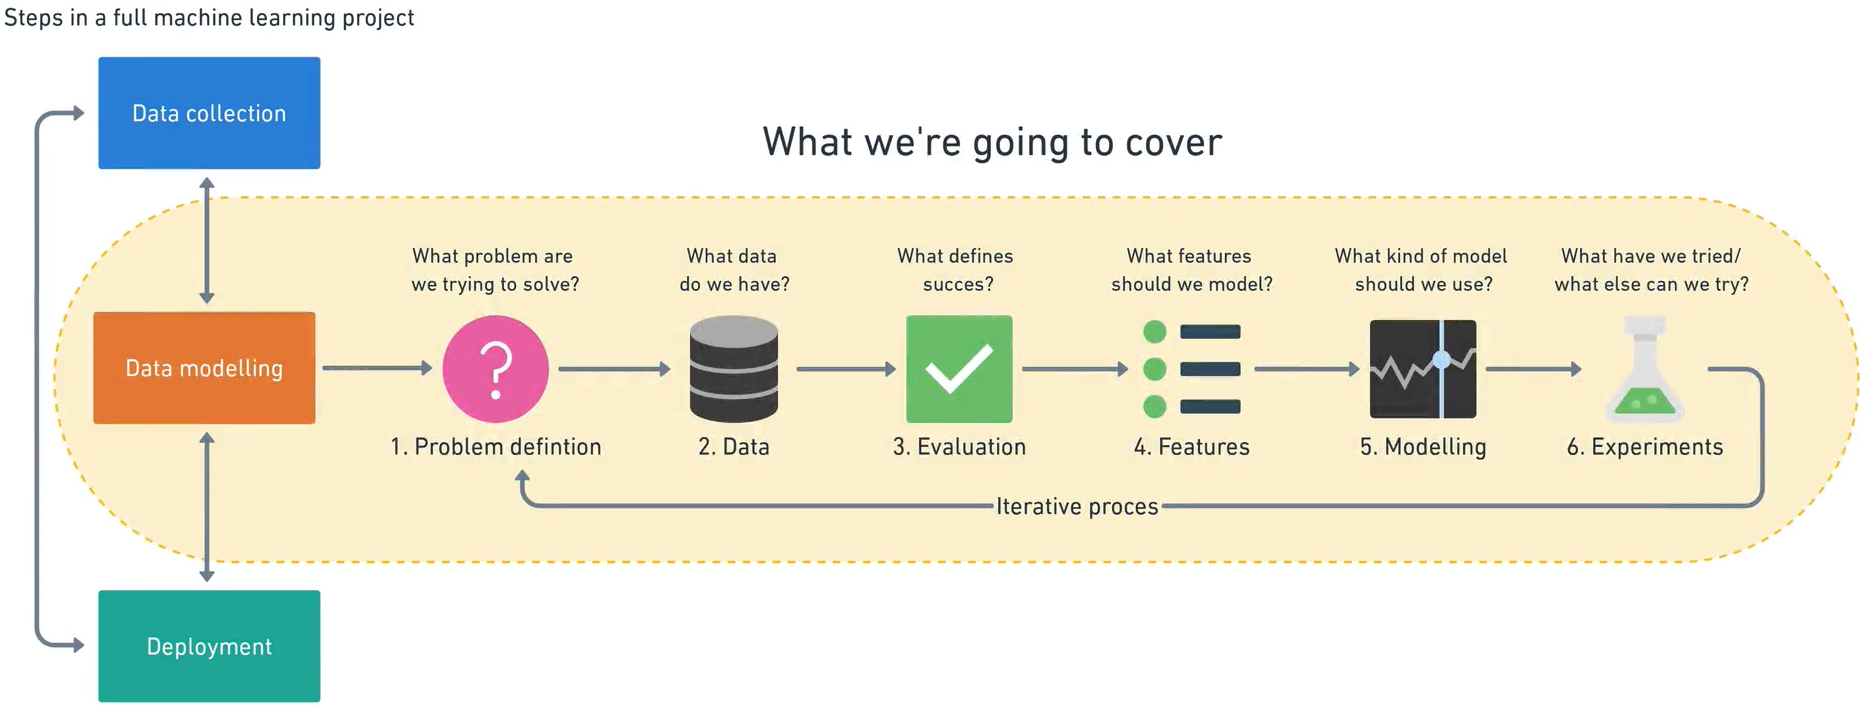 Steps in a full machine learning project
Data collection
What we're going to cover
What problem are
we trying to solve?
What data
do we have?
What defines
succes?
What features
should we model?
What kind of model
should we use?
What have we tried/
what else can we try?
Data modelling
?
1. Problem defintion
2. Data
3. Evaluation
4. Features
5. Modelling
6. Experiments
Iterative proces
Deployment